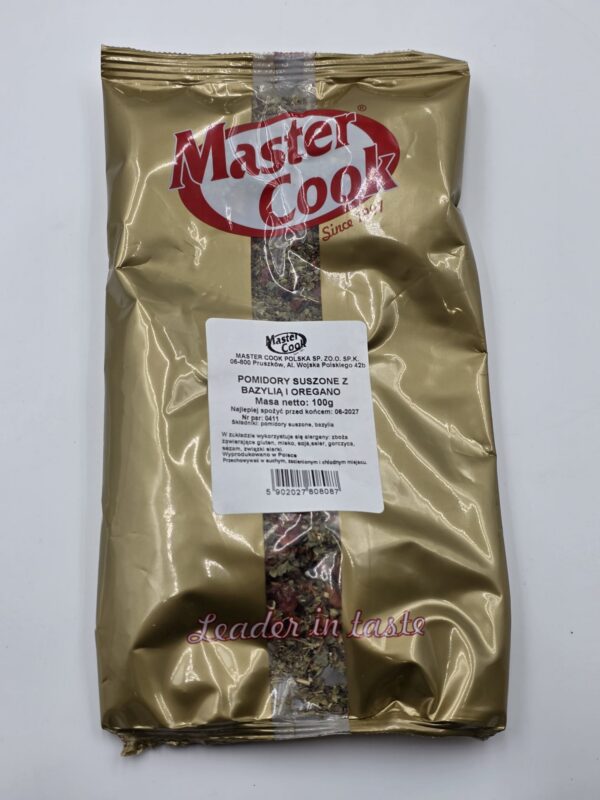 Master
Cook
®
Since 1987
Master
Cook
MASTER COOK POLSKA SP. ZO.O. SP.K.
06-800 Pruszków, Al. Wojska Polskiego 42b
POMIDORY SUSZONE Z
BAZYLIĄ I OREGANO
Masa netto: 100g
Najlepiej spożyć przed końcem: 06-2027
Nr par: 0411
Składniki: pomidory suszone, bazylia
W zakładzie wykorzystuje się alergeny: zboża
zawierające gluten, mleko, soja, seler, gorczyca,
sezam, związki siarki.
Wyprodukowano w Polsce
Przechowywać w suchym, zacienionym i chłodnym miejscu.
5 902027 808087
Leader in taste